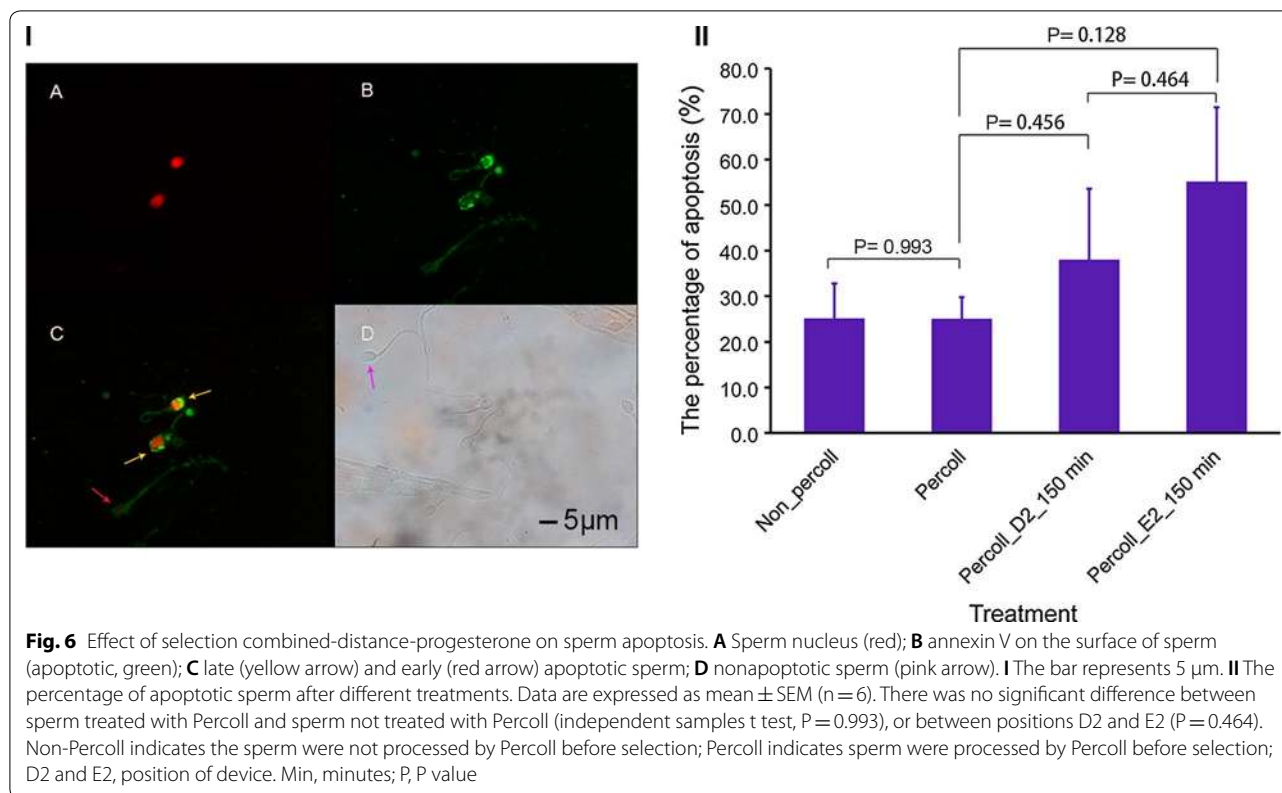 I
A
B
C
D
5µm
II
P= 0.128
P= 0.464
P= 0.456
P= 0.993
The percentage of apoptosis (%)
80.0
70.0
60.0
50.0
40.0
30.0
20.0
10.0
0.0
Non_percoll
Percoll
Percoll_D2_150 min
Percoll_E2_150 min
Treatment
Fig. 6 Effect of selection combined-distance-progesterone on sperm apoptosis. A Sperm nucleus (red); B annexin V on the surface of sperm
(apoptotic, green); C late (yellow arrow) and early (red arrow) apoptotic sperm; D nonapoptotic sperm (pink arrow). I The bar represents 5 µm. II The
percentage of apoptotic sperm after different treatments. Data are expressed as mean ± SEM (n = 6). There was no significant difference between
sperm treated with Percoll and sperm not treated with Percoll (independent samples t test, P = 0.993), or between positions D2 and E2 (P = 0.464).
Non-Percoll indicates the sperm were not processed by Percoll before selection; Percoll indicates sperm were processed by Percoll before selection;
D2 and E2, position of device. Min, minutes; P, P value